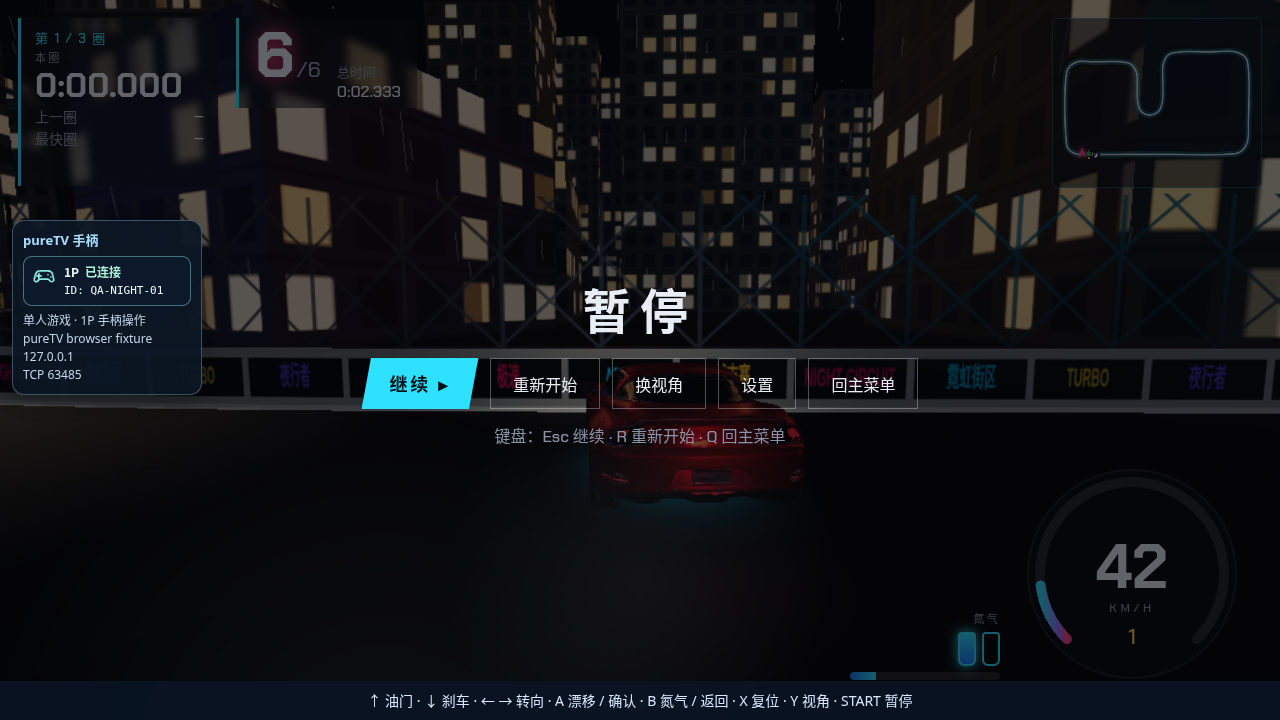 第 1 / 3 圈
本圈
0:00.000
上一圈 —
最快圈 —
6/6
总时间
0:02.333
pureTV 手柄
1P 已连接
ID: QA-NIGHT-01
单人游戏 · 1P 手柄操作
pureTV browser fixture
127.0.0.1
TCP 63485
暂停
继续 ▶
重新开始
换视角
设置
回主菜单
键盘：Esc 继续 · R 重新开始 · Q 回主菜单
夜行者
极速
NIGHT CIRCUIT
霓虹街区
TURBO
夜行者
42
KM/H
1
氮气
↑ 油门 · ↓ 刹车 · ← → 转向 · A 漂移 / 确认 · B 氮气 / 返回 · X 复位 · Y 视角 · START 暂停